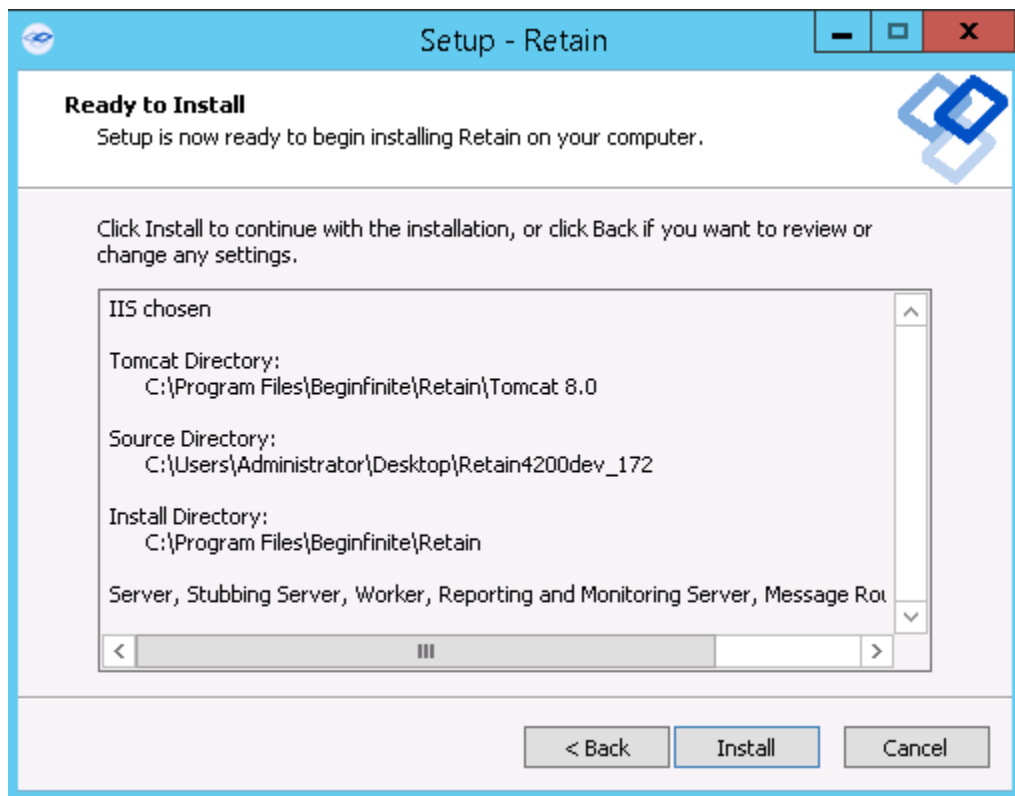 Setup - Retain
Ready to Install
Setup is now ready to begin installing Retain on your computer.
Click Install to continue with the installation, or click Back if you want to review or
change any settings.
IIS chosen
Tomcat Directory:
C:\Program Files\Beginfinite\Retain\Tomcat 8.0
Source Directory:
C:\Users\Administrator\Desktop\Retain4200dev_172
Install Directory:
C:\Program Files\Beginfinite\Retain
Server, Stubbing Server, Worker, Reporting and Monitoring Server, Message
< Back
Install
Cancel